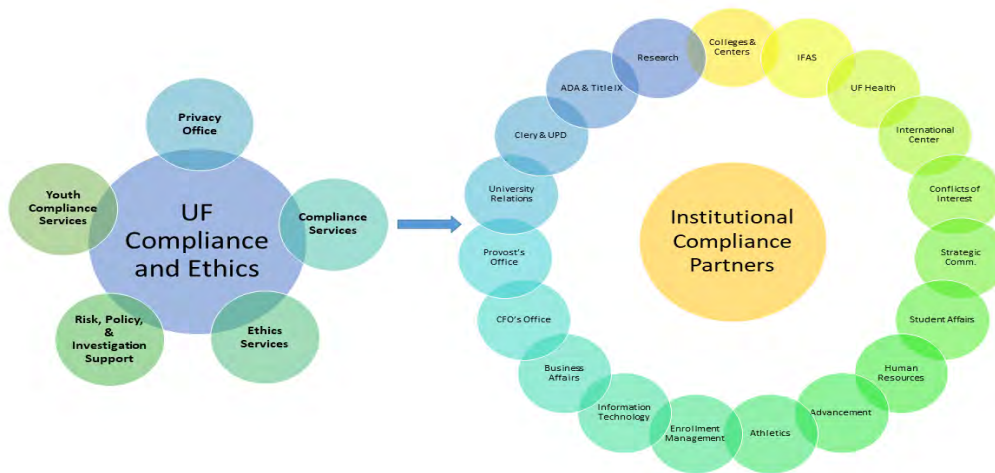 Privacy
Office
Youth
Compliance
Services
UF
Compliance
and Ethics
Compliance
Services
Risk, Policy,
&
Investigation
Support
Ethics
Services
Institutional
Compliance
Partners
Colleges &
Centers
IFAS
UF Health
International
Center
Conflicts of
Interest
Strategic
Comm.
Student Affairs
Human
Resources
Advancement
Athletics
Enrollment
Management
Information
Technology
Business
Affairs
CFO's Office
Provost's
Office
University
Relations
Clery & UPD
ADA & Title IX
Research